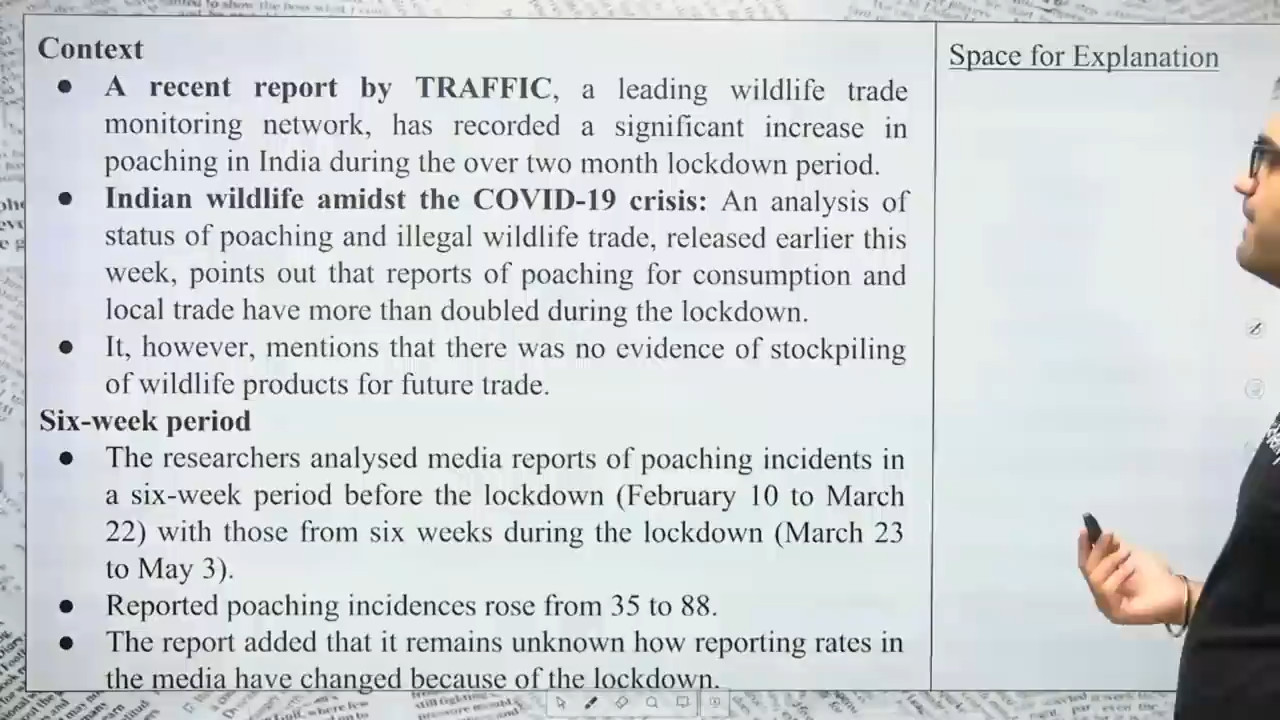 Context
● A recent report by TRAFFIC, a leading wildlife trade
monitoring network, has recorded a significant increase in
poaching in India during the over two month lockdown period.
● Indian wildlife amidst the COVID-19 crisis: An analysis of
status of poaching and illegal wildlife trade, released earlier this
week, points out that reports of poaching for consumption and
local trade have more than doubled during the lockdown.
● It, however, mentions that there was no evidence of stockpiling
of wildlife products for future trade.
Six-week period
● The researchers analysed media reports of poaching incidents in
a six-week period before the lockdown (February 10 to March
22) with those from six weeks during the lockdown (March 23
to May 3).
● Reported poaching incidences rose from 35 to 88.
● The report added that it remains unknown how reporting rates in
the media have changed because of the lockdown.
Space for Explanation